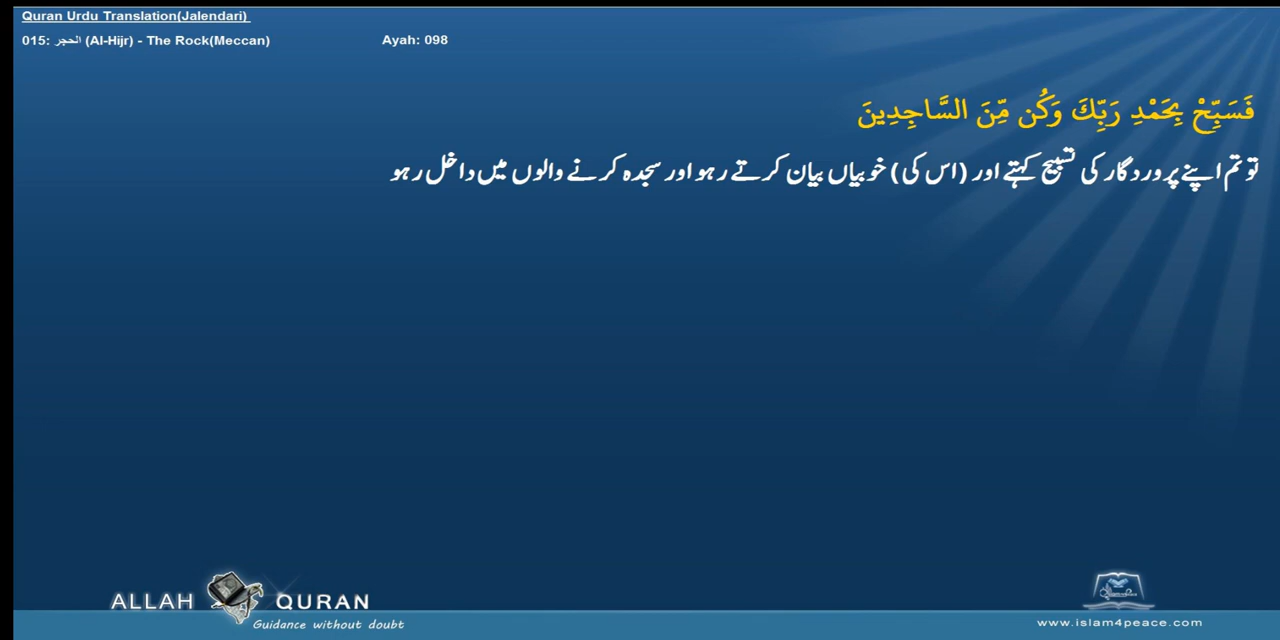 Quran Urdu Translation(Jalendari)
015: الحجر (Al-Hijr) - The Rock(Meccan) Ayah: 098
فَسَبِّحْ بِحَمْدِ رَبِّكَ وَكُن مِّنَ السَّاجِدِينَ
تو تم اپنے پروردگار کی تسبیح کہتے اور (اس کی) خوبیاں بیان کرتے رہو اور سجدہ کرنے والوں میں داخل رہو
ALLAH QURAN
Guidance without doubt
www.islam4peace.com